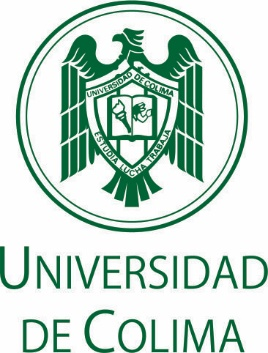 UNIVERSIDAD DE COLIMA
ESTUDIA LUCHA TRABAJA
UNIVERSIDAD
DE COLIMA